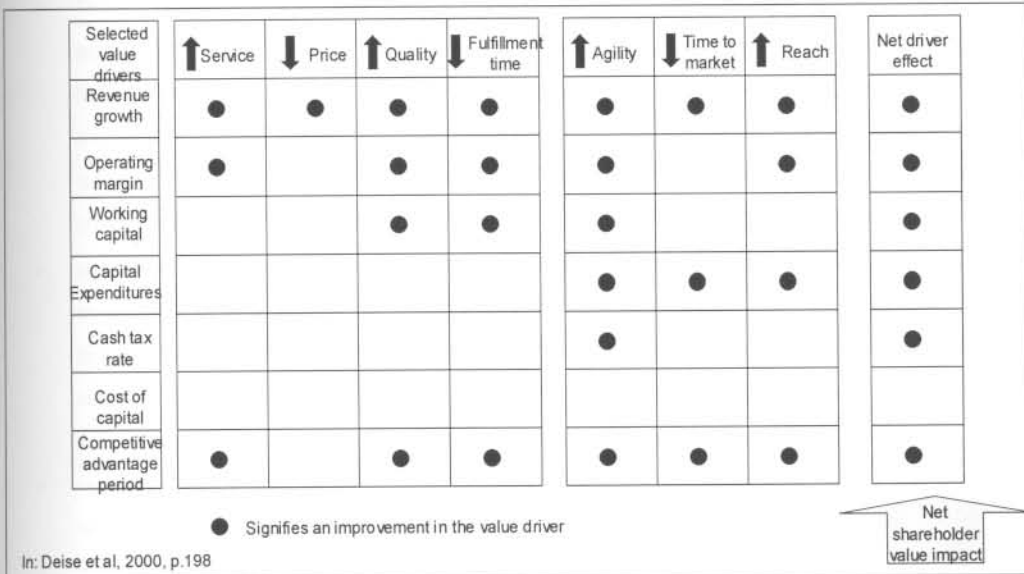 Selected
value
drivers
Service
Price
Quality
Fulfillment
time
Agility
Time to
market
Reach
Net driver
effect
Revenue
growth
Operating
margin
Working
capital
Capital
Expenditures
Cash tax
rate
Cost of
capital
Competitive
advantage
period
Signifies an improvement in the value driver
Net
shareholder
value impact
In: Deise et al, 2000, p.198